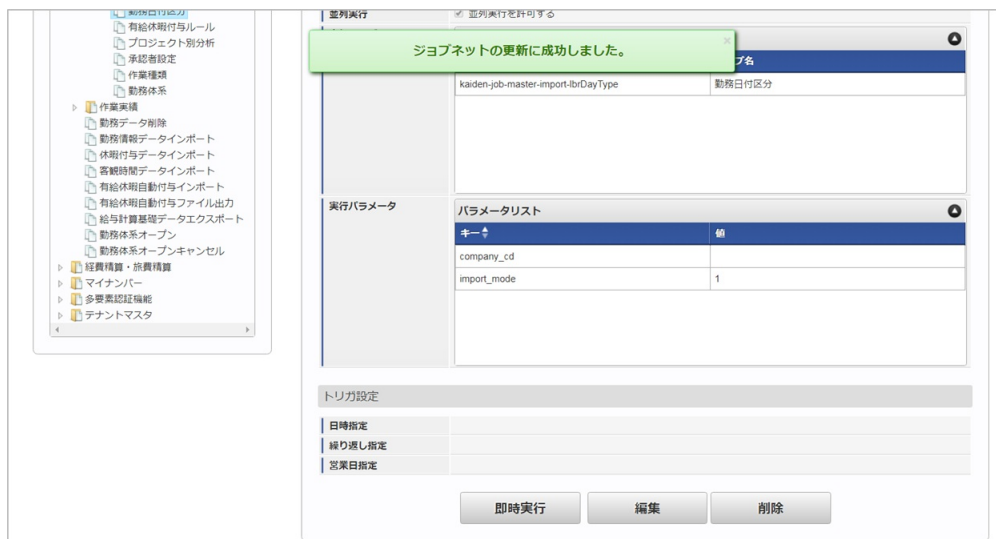 勤務日付区分
有給休暇付与ルール
プロジェクト別分析
承認者設定
作業種類
勤務体系
作業実績
勤務データ削除
勤務情報データインポート
休暇付与データインポート
客観時間データインポート
有給休暇自動付与インポート
有給休暇自動付与ファイル出力
給与計算基礎データエクスポート
勤務体系オープン
勤務体系オープンキャンセル
経費精算・旅費精算
マイナンバー
多要素認証機能
テナントマスタ
並列実行 並列実行を許可する
ジョブネットの更新に成功しました。 ×
ブ名
kaiden-job-master-import-lbrDayType 勤務日付区分
実行パラメータ パラメータリスト
キー 値
company_cd
import_mode 1
トリガ設定
日時指定
繰り返し指定
営業日指定
即時実行 編集 削除